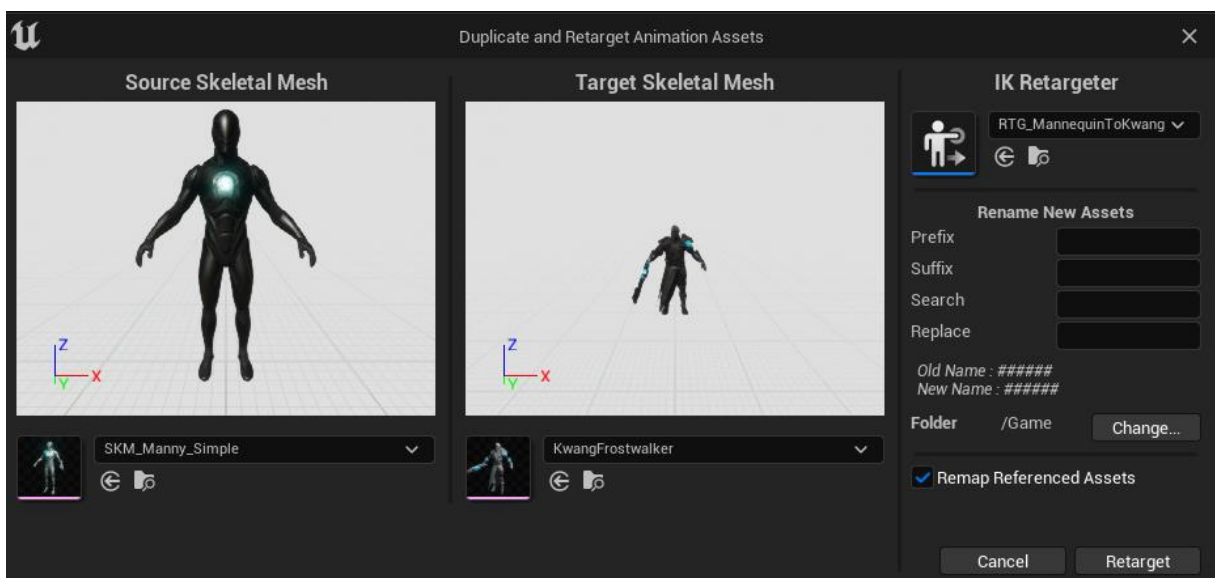 Duplicate and Retarget Animation Assets
Source Skeletal Mesh
Z
X
Y
SKM_Manny_Simple
Target Skeletal Mesh
Z
X
Y
KwangFrostwalker
IK Retargeter
RTG_MannequinToKwang
Rename New Assets
Prefix
Suffix
Search
Replace
Old Name : ######
New Name : ######
Folder /Game Change...
Remap Referenced Assets
Cancel Retarget